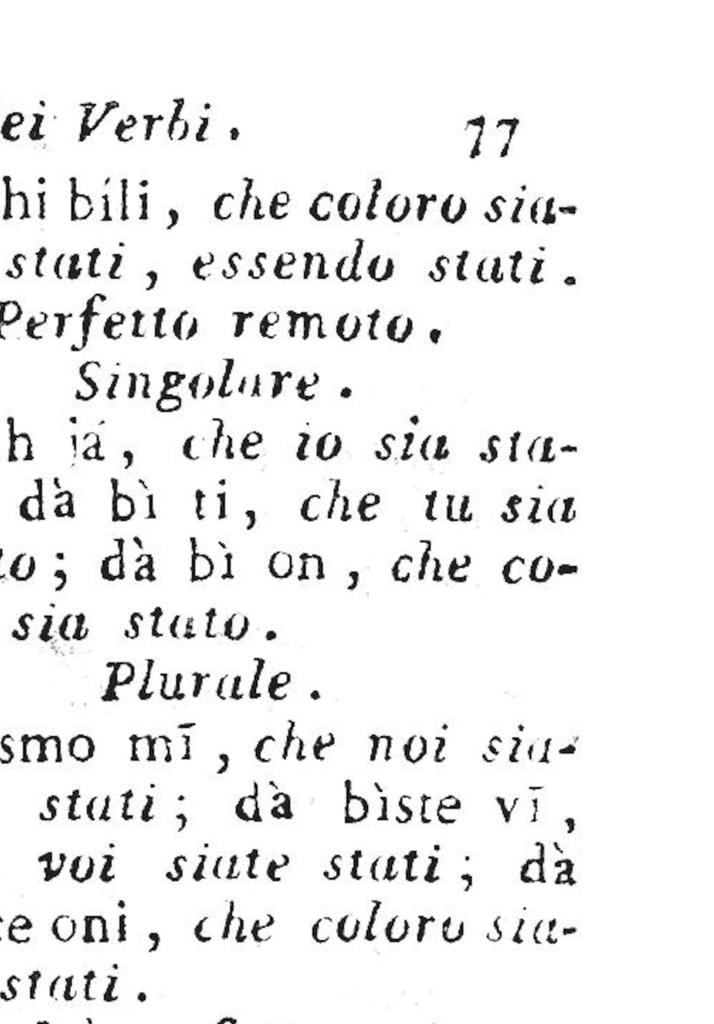 ei Verbi. 77
hi bíli, che coloro sia-
stati, essendo stati.
Perfetto remoto.
Singolare.
h já, che io sia sta-
dà bì ti, che tu sia
to; dà bì on, che co-
sia stato.
Plurale.
smo mī, che noi sia-
stati; dà bìste vī,
voi siate stati; dà
e oni, che coloro sia-
stati.